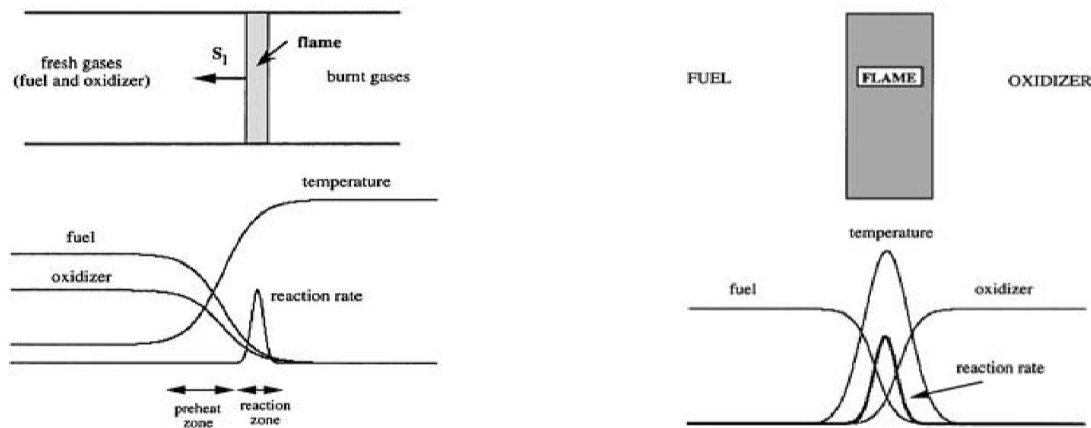 fresh gases
(fuel and oxidizer)
S_l
flame
burnt gases
temperature
fuel
oxidizer
reaction rate
preheat
zone
reaction
zone
FUEL
FLAME
OXIDIZER
temperature
fuel
oxidizer
reaction rate